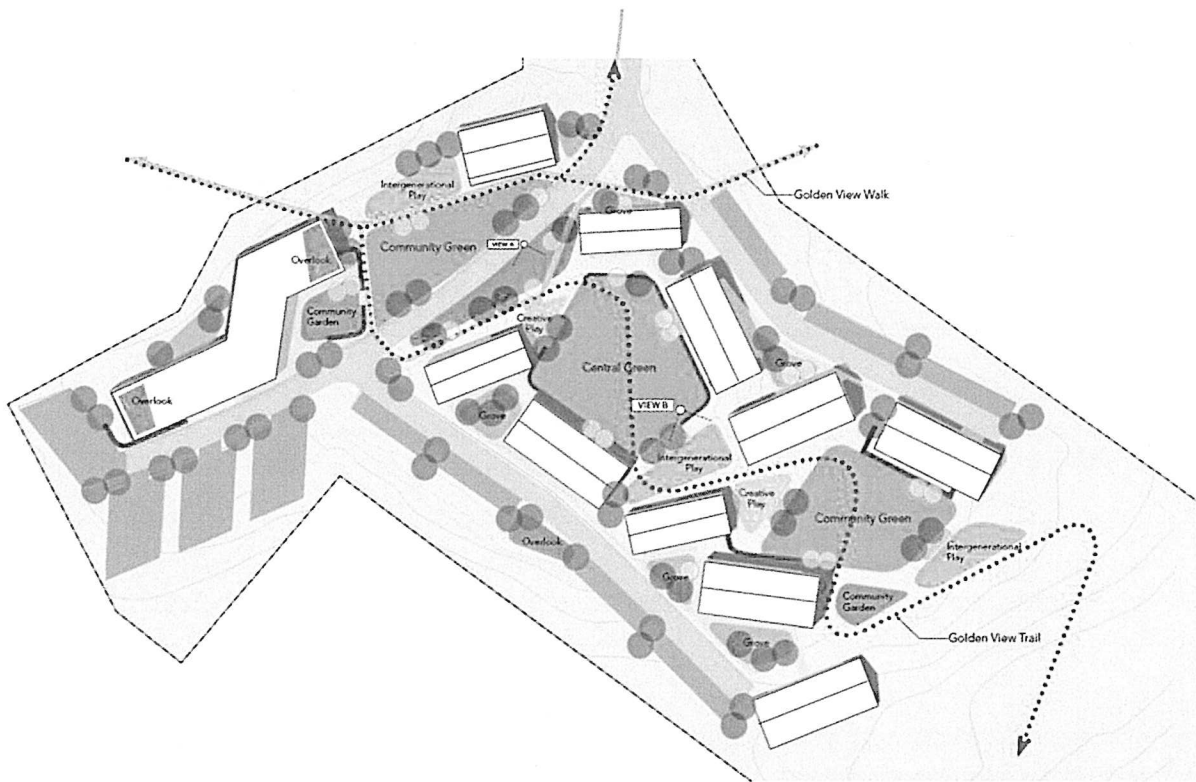 Intergenerational
Play
Golden View Walk
Grove
Community Green
VIEW A
Overlook
Community
Garden
Creative
Play
Central Green
Grove
Overlook
VIEW B
Grove
Intergenerational
Play
Creative
Play
Community Green
Overlook
Intergenerational
Play
Grove
Community
Garden
Golden View Trail
Grove